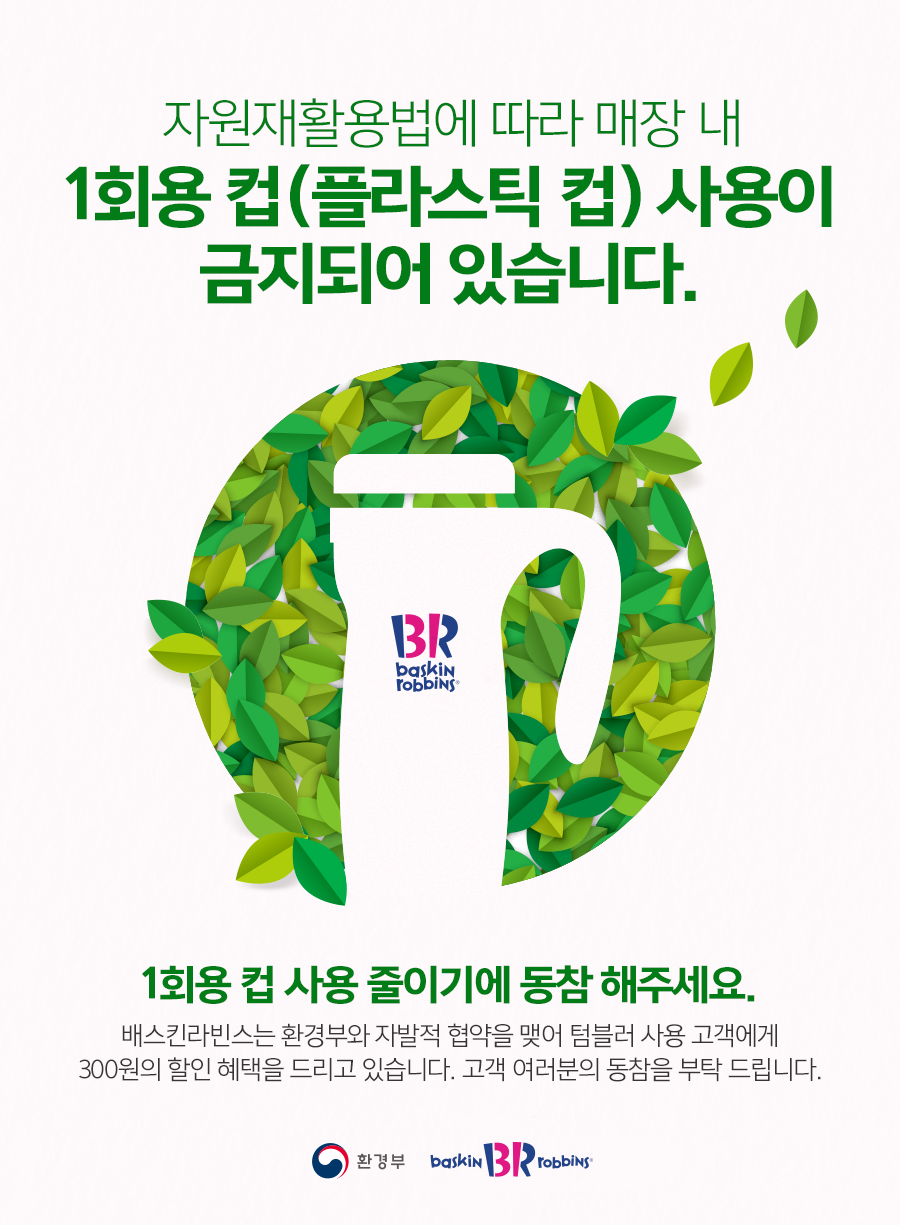 자원재활용법에 따라 매장 내
1회용 컵(플라스틱 컵) 사용이
금지되어 있습니다.
BR
baskin
robbins®
1회용 컵 사용 줄이기에 동참 해주세요.
배스킨라빈스는 환경부와 자발적 협약을 맺어 텀블러 사용 고객에게
300원의 할인 혜택을 드리고 있습니다. 고객 여러분의 동참을 부탁 드립니다.
환경부 baskin BR robbins®